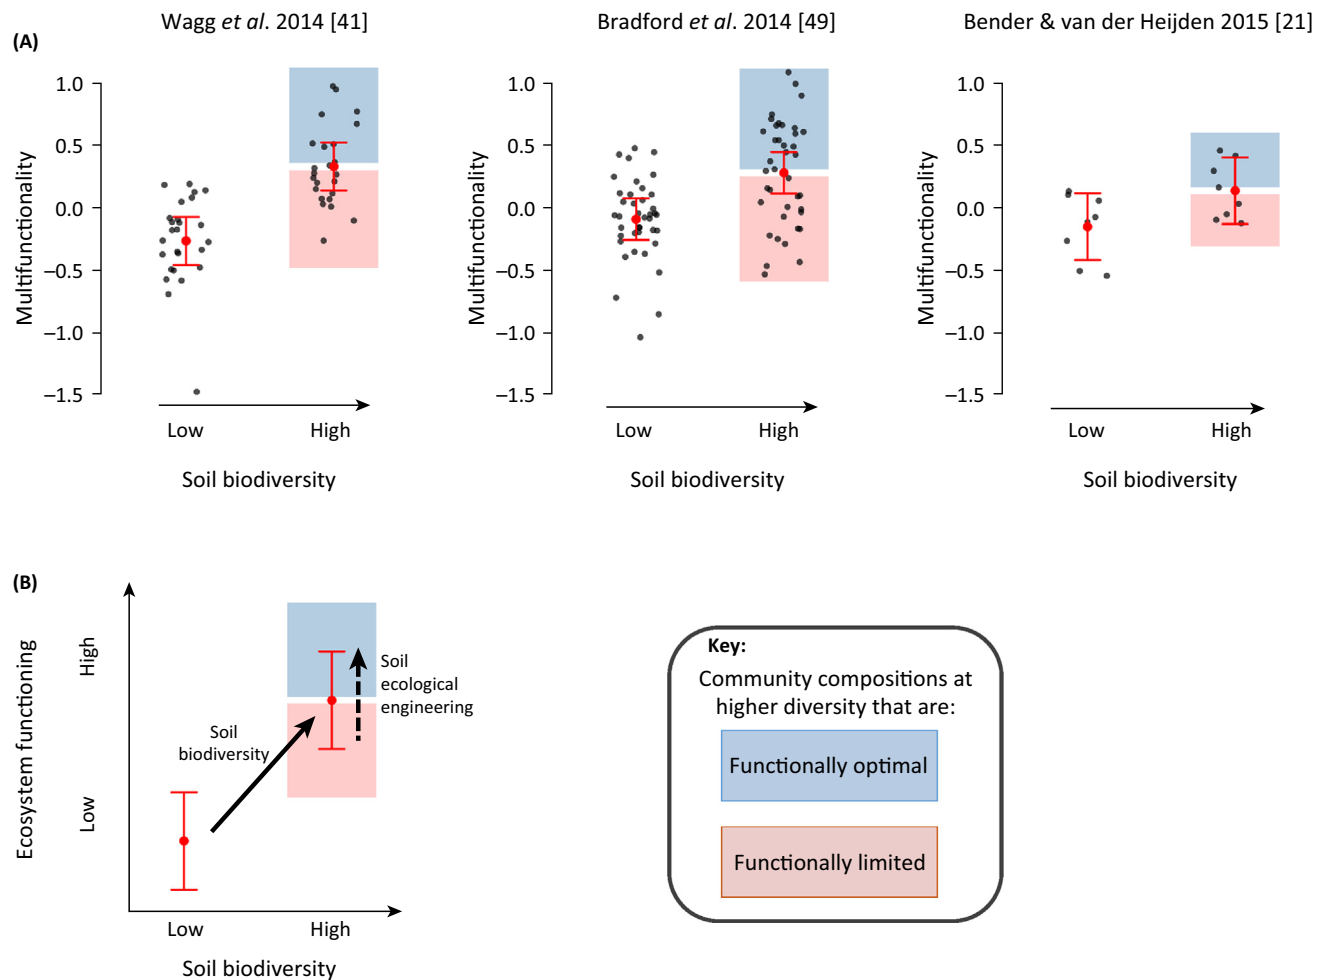 Wagg et al. 2014 [41]
Bradford et al. 2014 [49]
Bender & van der Heijden 2015 [21]
(A)
Multifunctionality
1.0
0.5
0.0
–0.5
–1.0
–1.5
Low
High
Soil biodiversity
Multifunctionality
1.0
0.5
0.0
–0.5
–1.0
–1.5
Low
High
Soil biodiversity
Multifunctionality
1.0
0.5
0.0
–0.5
–1.0
–1.5
Low
High
Soil biodiversity
(B)
Ecosystem functioning
High
Low
Soil
biodiversity
Soil
ecological
engineering
Low
High
Soil biodiversity
Key:
Community compositions at
higher diversity that are:
Functionally optimal
Functionally limited